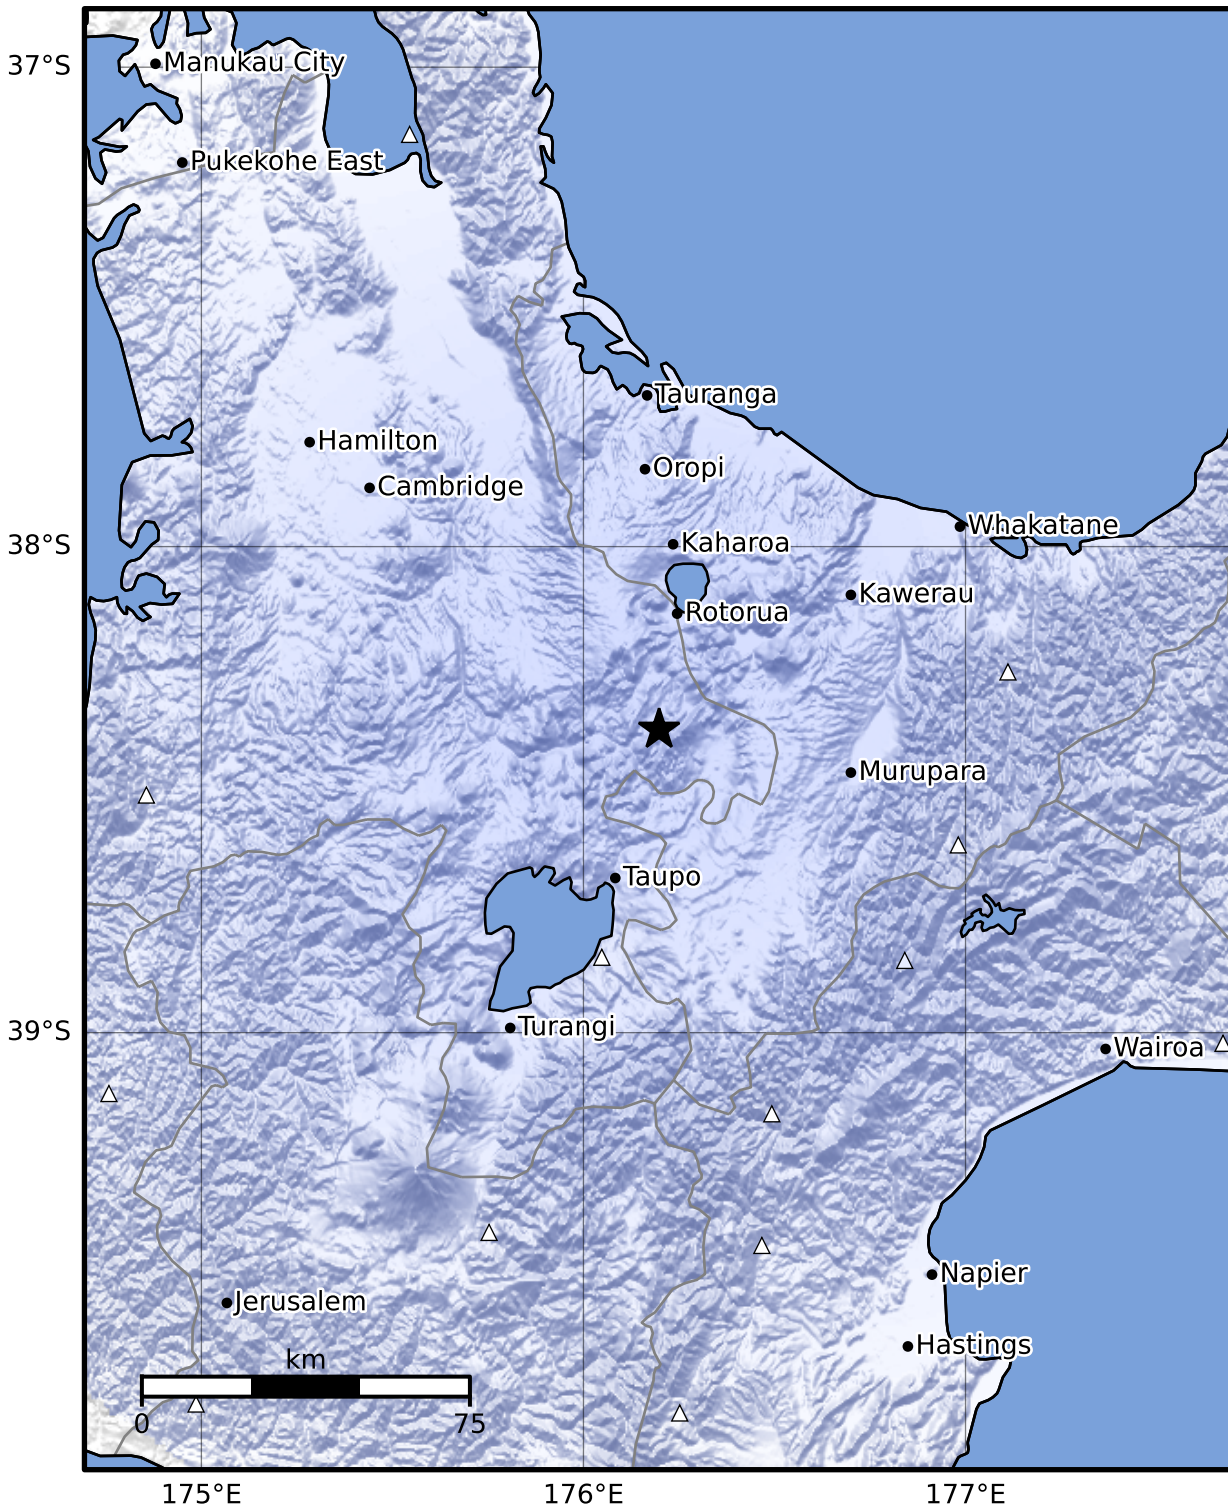 37°S
Manukau City
Pukekohe East
Tauranga
Hamilton
Oropi
Cambridge
Whakatane
38°S
Kaharoa
Kawerau
Rotorua
Murupara
Taupo
39°S
Turangi
Wairoa
Napier
Jerusalem
Hastings
km
0 75
175°E 176°E 177°E